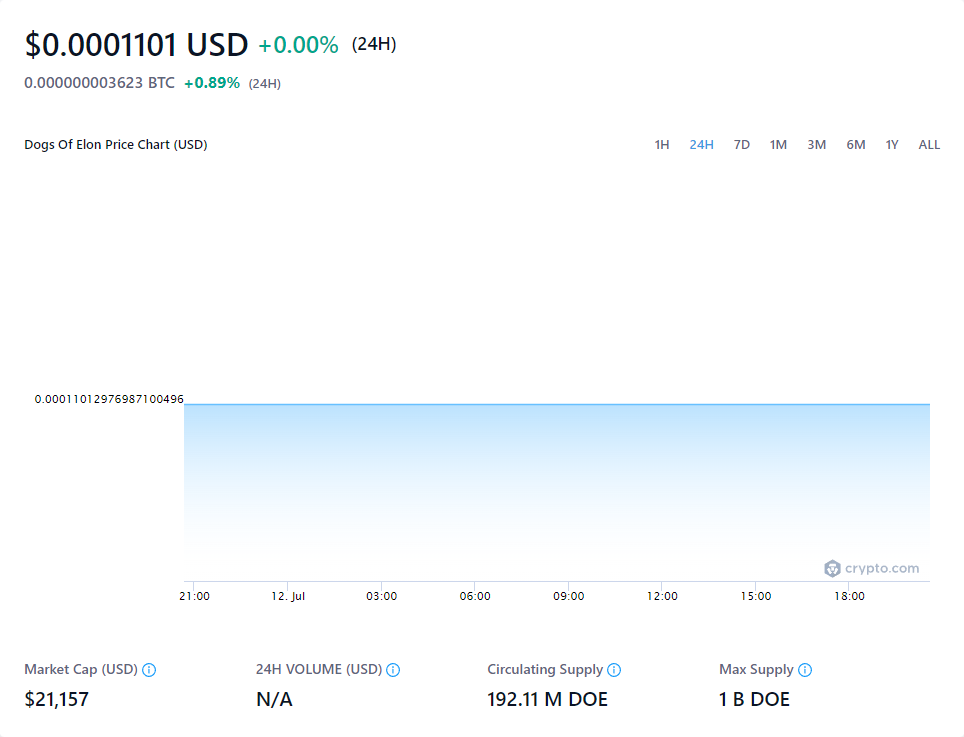 $0.0001101 USD +0.00% (24H)
0.000000003623 BTC +0.89% (24H)
Dogs Of Elon Price Chart (USD) 1H 24H 7D 1M 3M 6M 1Y ALL
0.00011012976987100496
crypto.com
21:00 12. Jul 03:00 06:00 09:00 12:00 15:00 18:00
Market Cap (USD) 24H VOLUME (USD) Circulating Supply Max Supply
$21,157 N/A 192.11 M DOE 1 B DOE